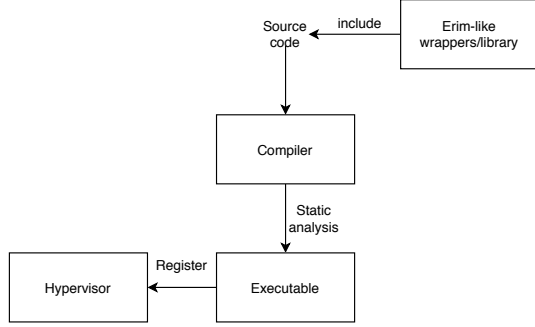 Source
code
include
Erim-like
wrappers/library
Compiler
Static
analysis
Hypervisor
Register
Executable